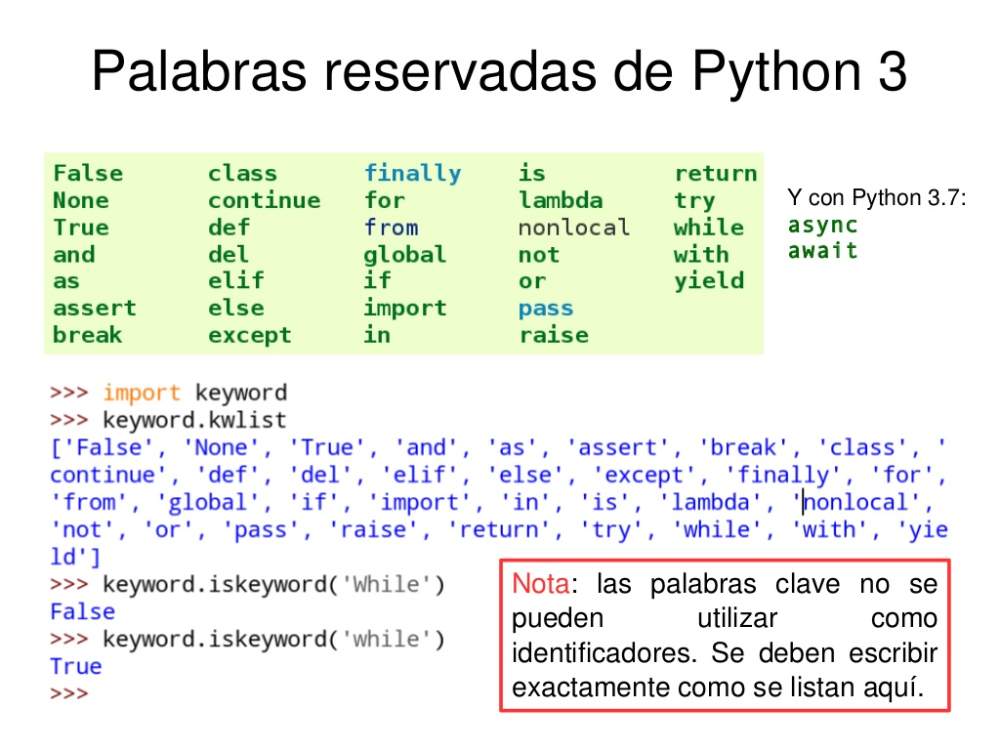 Palabras reservadas de Python 3
False class finally is return
None continue for lambda try
True def from nonlocal while
and del global not with
as elif if or yield
assert else import pass
break except in raise
Y con Python 3.7:
async
await
>>> import keyword
>>> keyword.kwlist
['False', 'None', 'True', 'and', 'as', 'assert', 'break', 'class', '
continue', 'def', 'del', 'elif', 'else', 'except', 'finally', 'for',
'from', 'global', 'if', 'import', 'in', 'is', 'lambda', 'nonlocal',
'not', 'or', 'pass', 'raise', 'return', 'try', 'while', 'with', 'yie
ld']
>>> keyword.iskeyword('While')
False
>>> keyword.iskeyword('while')
True
>>>
Nota: las palabras clave no se
pueden utilizar como
identificadores. Se deben escribir
exactamente como se listan aquí.